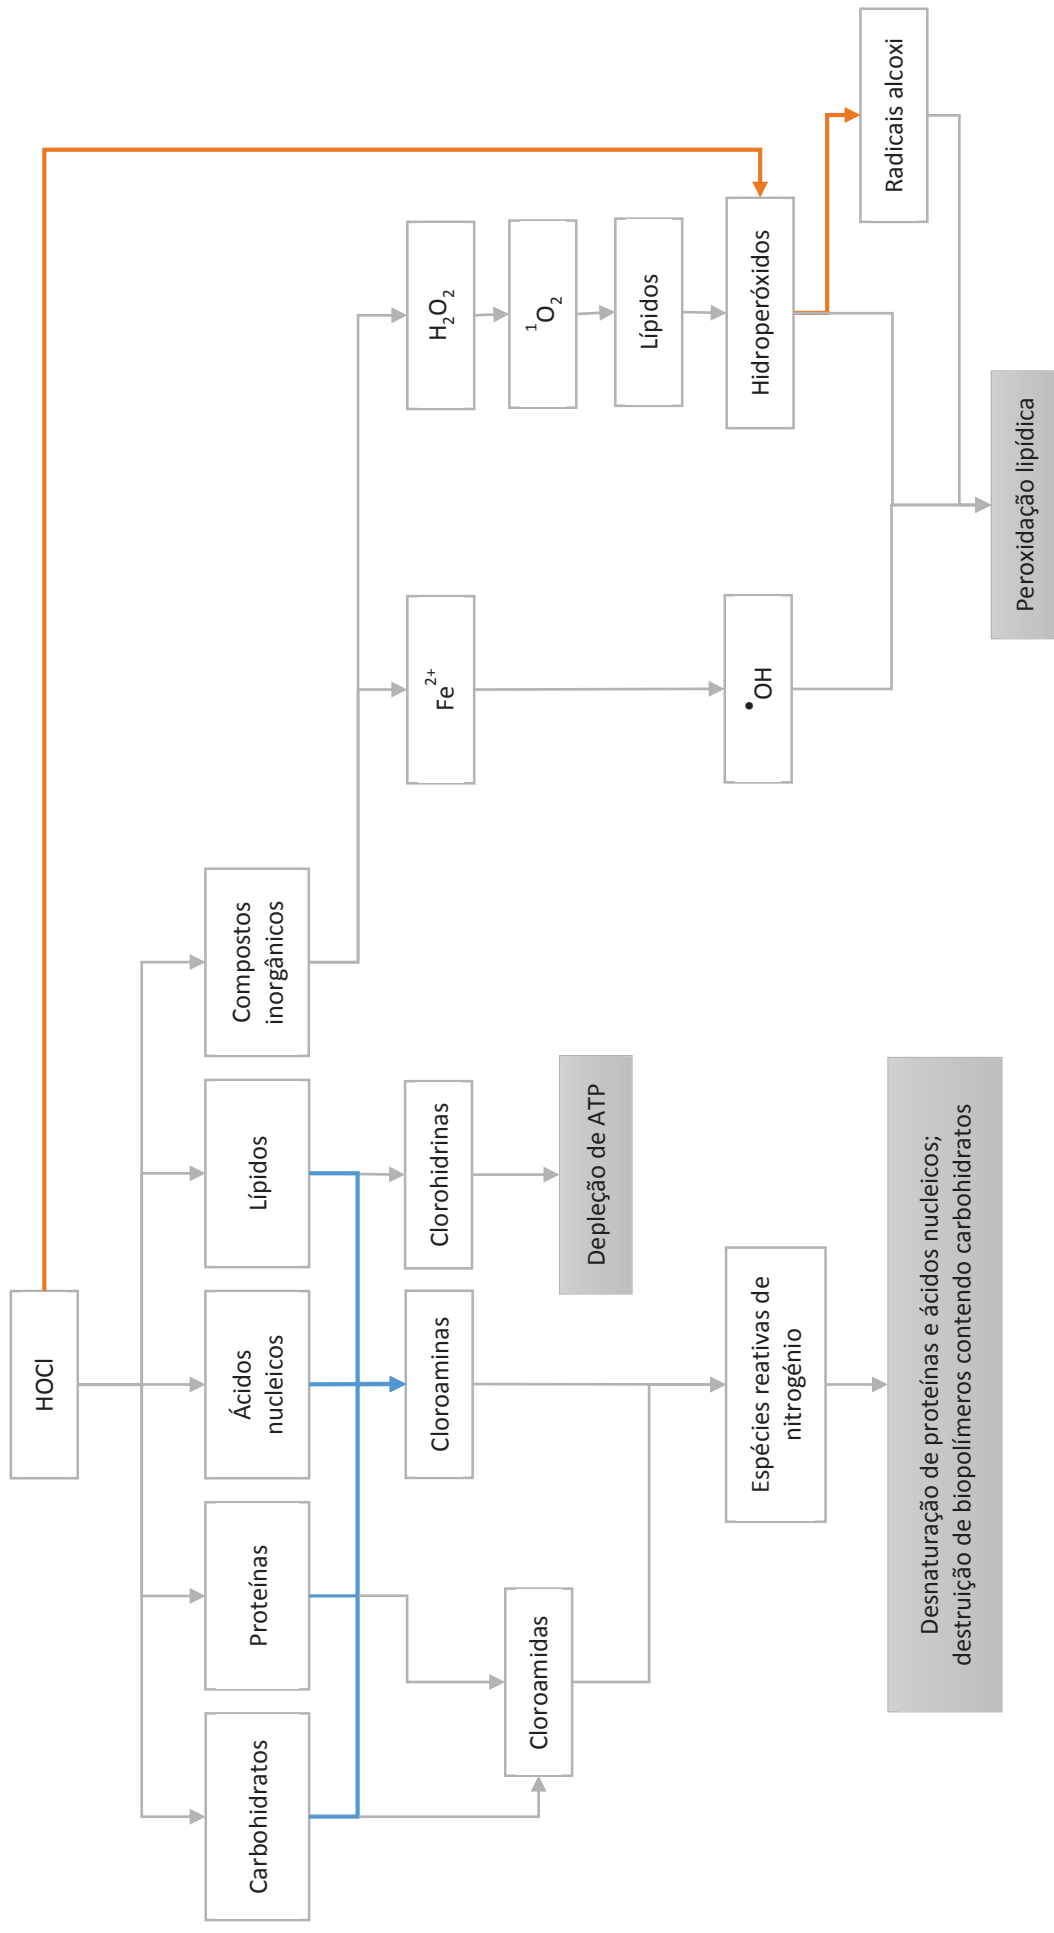 HOCl
Carbohidratos
Proteínas
Ácidos
nucleicos
Lípidos
Compostos
inorgânicos
Cloroamidas
Cloroaminas
Clorohidrinas
Depleção de ATP
Fe²⁺
H₂O₂
¹O₂
Lípidos
Espécies reativas de
nitrogénio
•OH
Hidroperóxidos
Radicais alcoxi
Desnaturação de proteínas e ácidos nucleicos;
destruição de biopolímeros contendo carbohidratos
Peroxidação lipídica